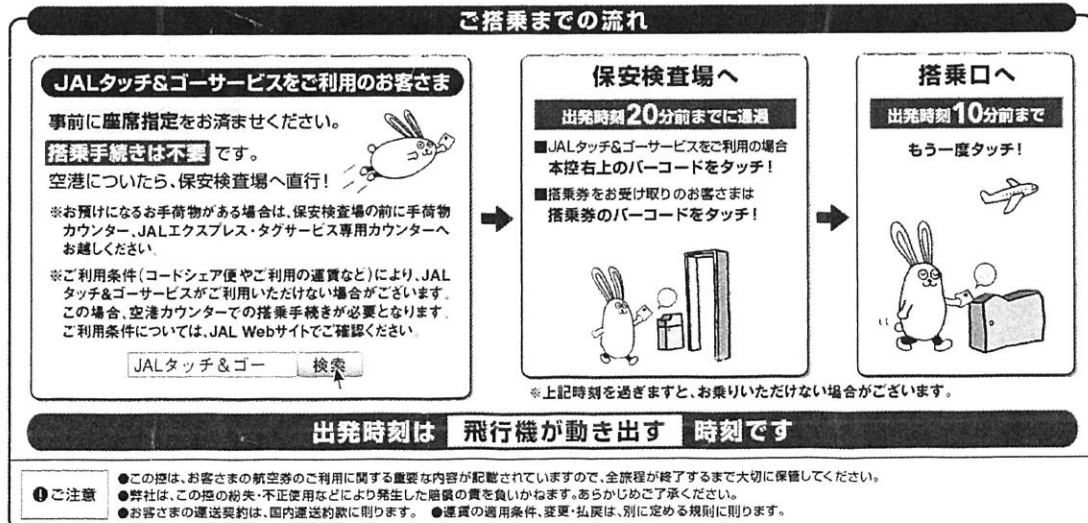 ご搭乗までの流れ
JALタッチ&ゴーサービスをご利用のお客さま
事前に座席指定をお済ませください。
搭乗手続きは不要 です。
空港についたら、保安検査場へ直行!
※お預けになるお手荷物がある場合は、保安検査場の前に手荷物
カウンター、JALエクスプレス・タグサービス専用カウンターへ
お越しください。
※ご利用条件(コードシェア便やご利用の運賃など)により、JAL
タッチ&ゴーサービスがご利用いただけない場合がございます。
この場合、空港カウンターでの搭乗手続きが必要となります。
ご利用条件については、JAL Webサイトでご確認ください。
JALタッチ&ゴー 検索
保安検査場へ
出発時刻20分前までに通過
■JALタッチ&ゴーサービスをご利用の場合
本控右上のバーコードをタッチ!
■搭乗券をお受け取りのお客さまは
搭乗券のバーコードをタッチ!
搭乗口へ
出発時刻10分前まで
もう一度タッチ!
※上記時刻を過ぎますと、お乗りいただけない場合がございます。
出発時刻は 飛行機が動き出す 時刻です
ご注意
●この控は、お客さまの航空券のご利用に関する重要な内容が記載されていますので、全旅程が終了するまで大切に保管してください。
●弊社は、この控の紛失・不正使用などにより発生した賠償の責を負いかねます。あらかじめご了承ください。
●お客さまの運送契約は、国内運送約款に則ります。 ●運賃の適用条件、変更・払戻は、別に定める規則に則ります。